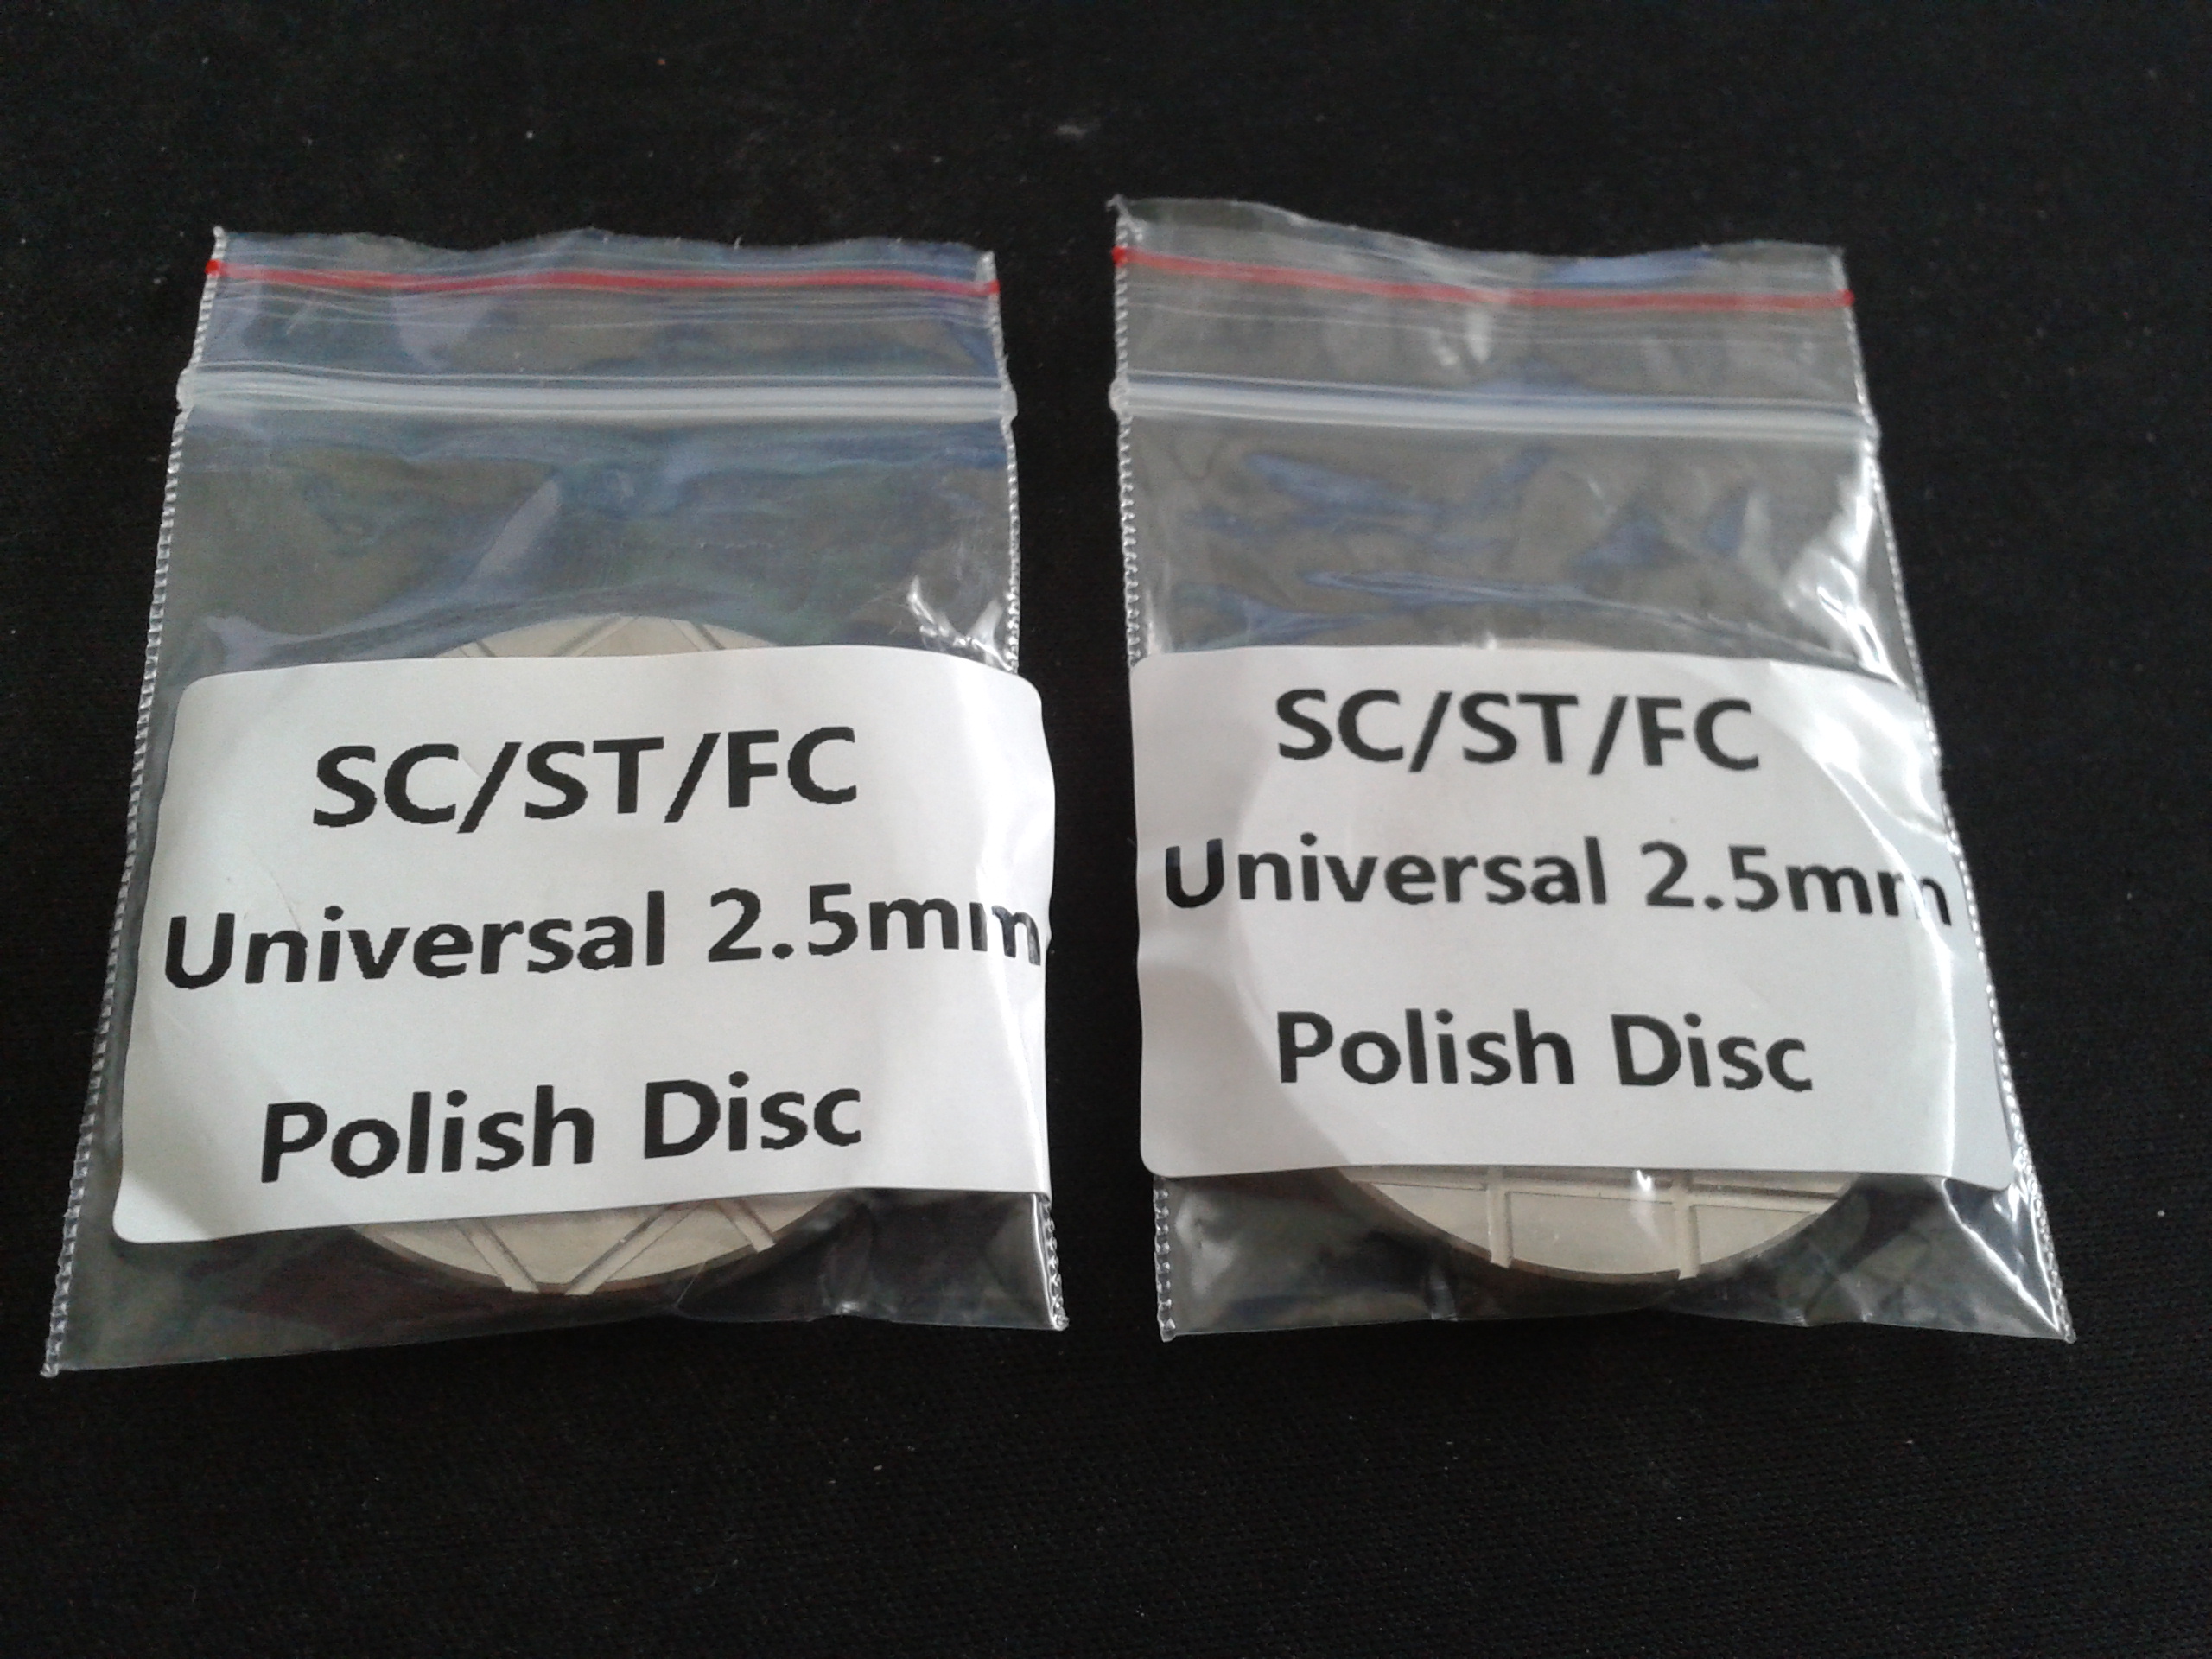 SC/ST/FC
Universal 2.5mm
Polish Disc
SC/ST/FC
Universal 2.5mm
Polish Disc